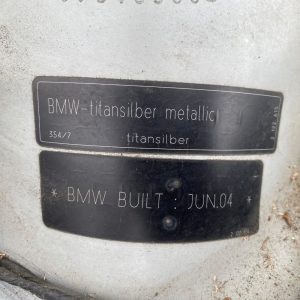 BMW-titansilber metallic
354/7 titansilber
* BMW BUILT : JUN.04 *